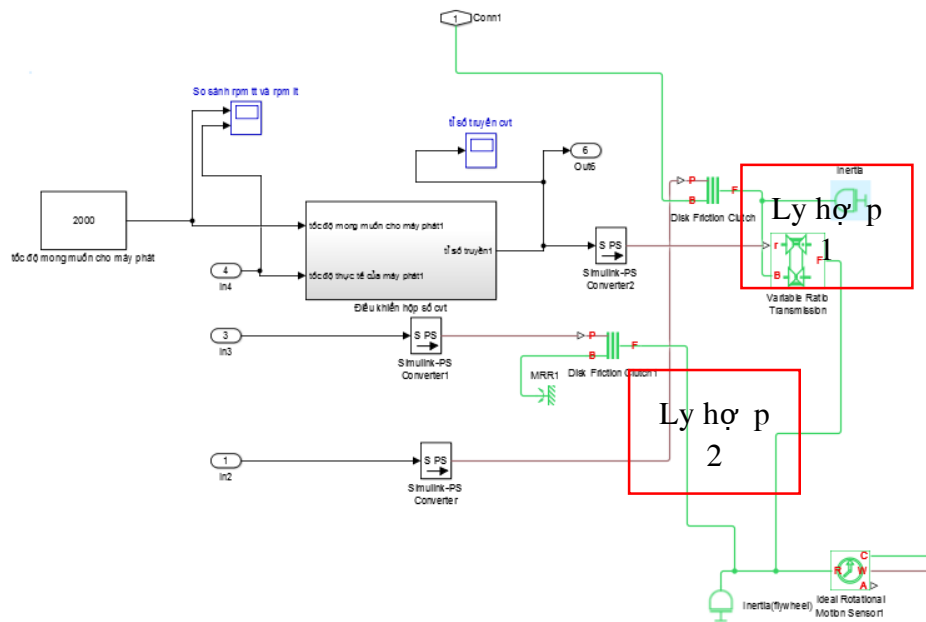 1
Conn1
So sánh rpm tt và rpm lt
tỉ số truyền cvt
6
Out6
2000
tốc độ mong muốn cho máy phát
tốc độ mong muốn cho máy phát1
tỉ số truyền1
tốc độ thực tế của máy phát1
Điều khiển hộp số cvt
4
In4
S PS
Simulink-PS
Converter2
P
B
F
Disk Friction Clutch
Inertia
Ly hợp
1
r
B
F
Variable Ratio
Transmission
3
In3
S PS
Simulink-PS
Converter1
P
B
F
Disk Friction Clutch1
MRR1
Ly hợp
2
1
In2
S PS
Simulink-PS
Converter
Inertia(flywheel)
R
C
W
A
Ideal Rotational
Motion Sensor1